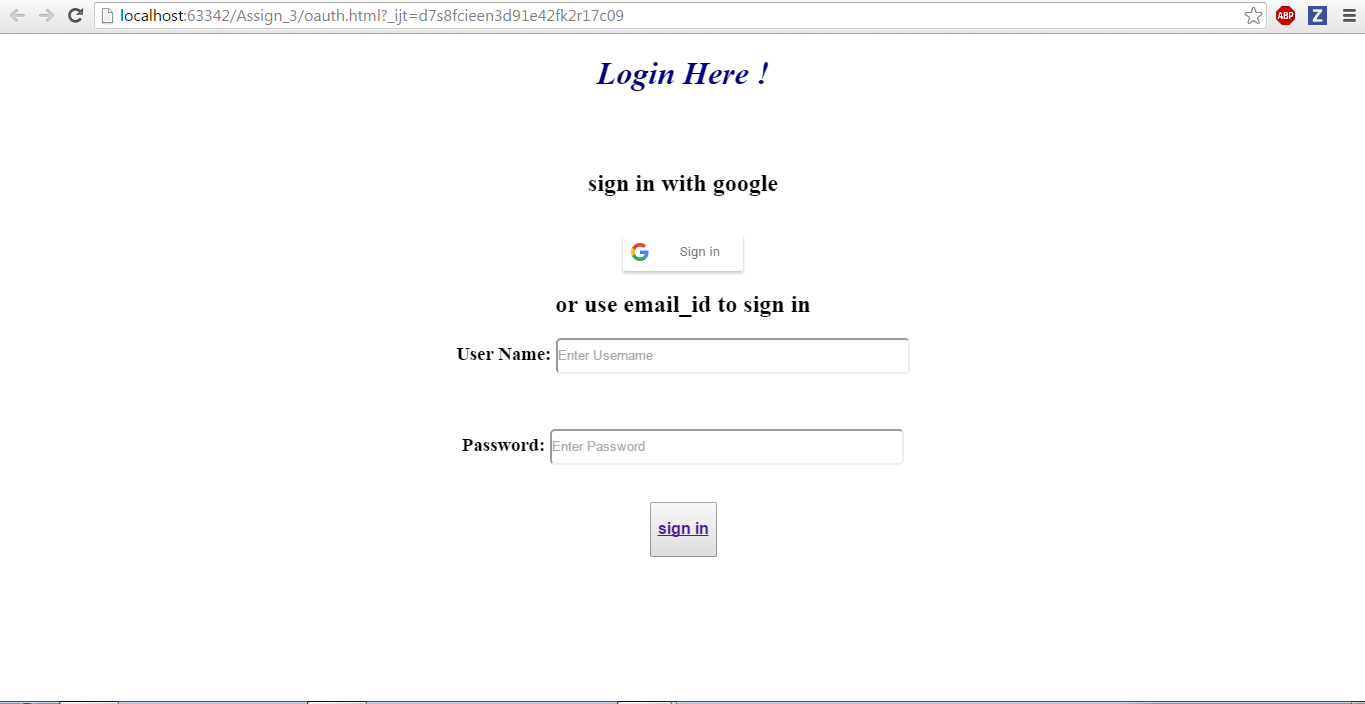 localhost:63342/Assign_3/oauth.html?_ijt=d7s8fcieen3d91e42fk2r17c09
ABP
Z
Login Here !
sign in with google
G Sign in
or use email_id to sign in
User Name: Enter Username
Password: Enter Password
sign in